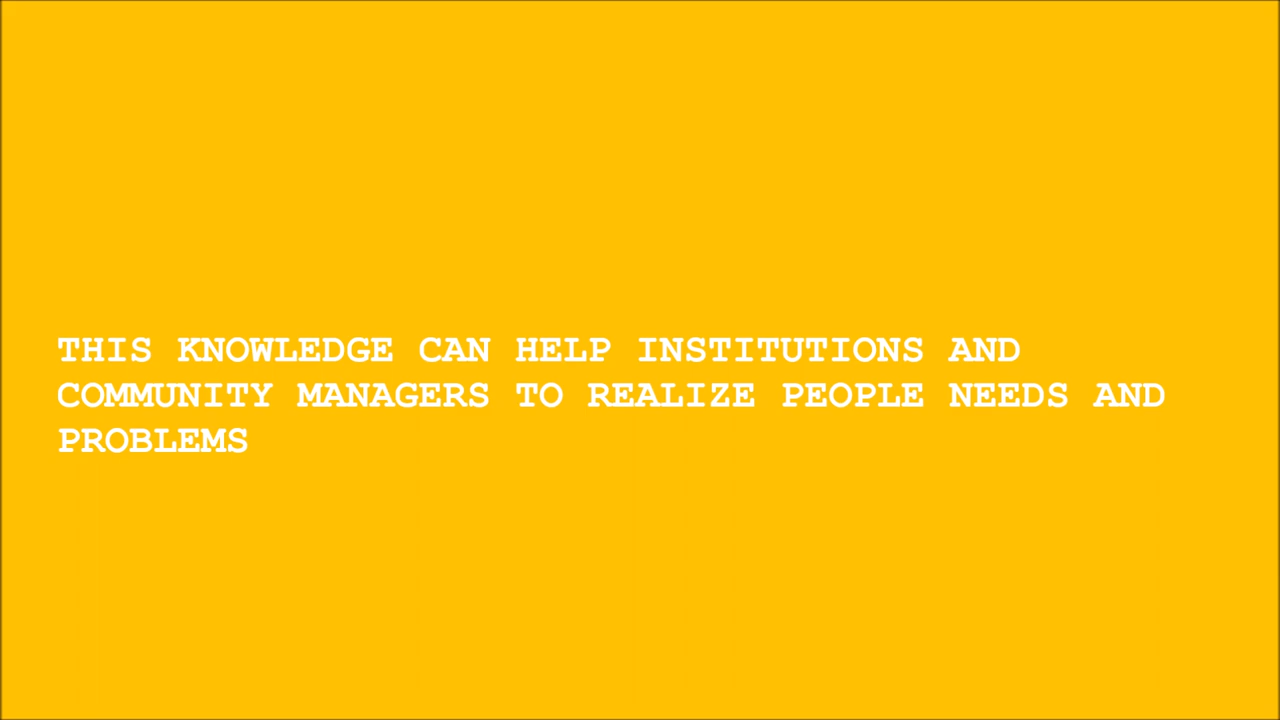 THIS KNOWLEDGE CAN HELP INSTITUTIONS AND
COMMUNITY MANAGERS TO REALIZE PEOPLE NEEDS AND
PROBLEMS